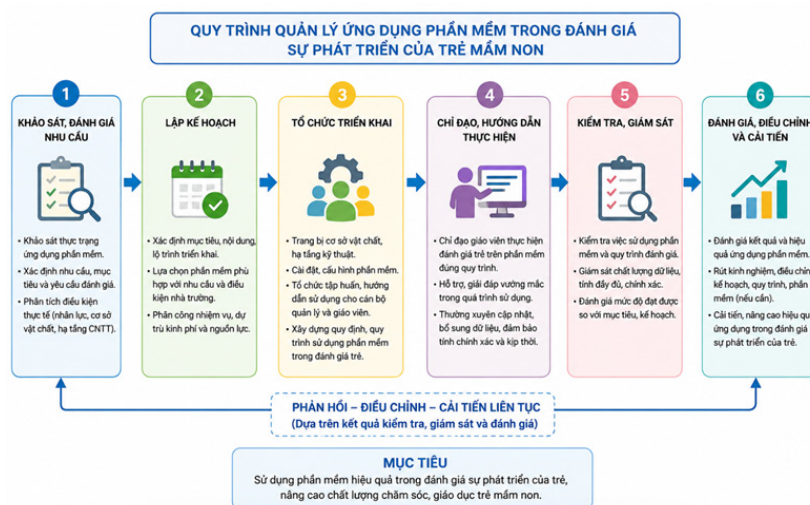 QUY TRÌNH QUẢN LÝ ỨNG DỤNG PHẦN MỀM TRONG ĐÁNH GIÁ
SỰ PHÁT TRIỂN CỦA TRẺ MẦM NON
1
KHẢO SÁT, ĐÁNH GIÁ
NHU CẦU
• Khảo sát thực trạng
ứng dụng phần mềm.
• Xác định nhu cầu, mục
tiêu và yêu cầu đánh giá.
• Phân tích điều kiện
thực tế (nhân lực, cơ sở
vật chất, hạ tầng CNTT).
2
LẬP KẾ HOẠCH
• Xác định mục tiêu, nội dung,
lộ trình triển khai.
• Lựa chọn phần mềm phù
hợp với nhu cầu và điều
kiện nhà trường.
• Phân công nhiệm vụ, dự
trù kinh phí và nguồn lực.
3
TỔ CHỨC TRIỂN KHAI
• Trang bị cơ sở vật chất,
hạ tầng kỹ thuật.
• Cài đặt, cấu hình phần mềm.
• Tổ chức tập huấn, hướng
dẫn sử dụng cho cán bộ
quản lý và giáo viên.
• Xây dựng quy định, quy
trình sử dụng phần mềm
trong đánh giá trẻ.
4
CHỈ ĐẠO, HƯỚNG DẪN
THỰC HIỆN
• Chỉ đạo giáo viên thực hiện
đánh giá trẻ trên phần mềm
đúng quy trình.
• Hỗ trợ, giải đáp vướng mắc
trong quá trình sử dụng.
• Thường xuyên cập nhật,
bổ sung dữ liệu, đảm bảo
tính chính xác và kịp thời.
5
KIỂM TRA, GIÁM SÁT
• Kiểm tra việc sử dụng phần
mềm và quy trình đánh giá.
• Giám sát chất lượng dữ liệu,
tính đầy đủ, chính xác.
• Đánh giá mức độ đạt được
so với mục tiêu, kế hoạch.
6
ĐÁNH GIÁ, ĐIỀU CHỈNH
VÀ CẢI TIẾN
• Đánh giá kết quả và hiệu
quả ứng dụng phần mềm.
• Rút kinh nghiệm, điều chỉnh
kế hoạch, quy trình, phần
mềm (nếu cần).
• Cải tiến, nâng cao hiệu quả
ứng dụng trong đánh giá
sự phát triển của trẻ.
PHẢN HỒI – ĐIỀU CHỈNH – CẢI TIẾN LIÊN TỤC
(Dựa trên kết quả kiểm tra, giám sát và đánh giá)
MỤC TIÊU
Sử dụng phần mềm hiệu quả trong đánh giá sự phát triển của trẻ,
nâng cao chất lượng chăm sóc, giáo dục trẻ mầm non.